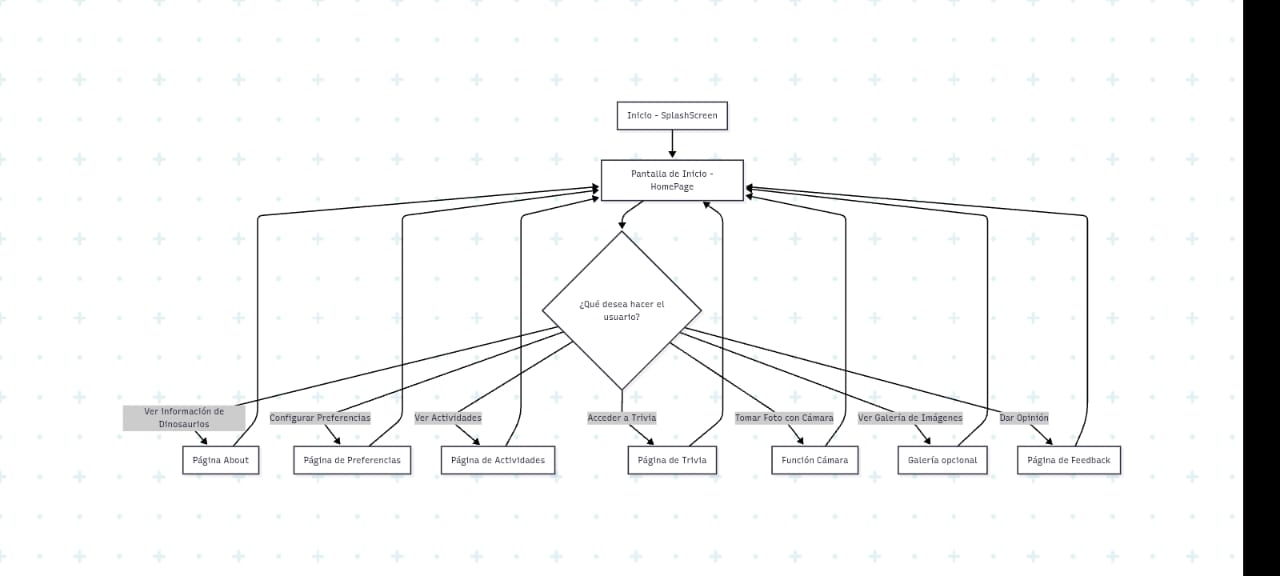 Inicio - SplashScreen
Pantalla de Inicio -
HomePage
¿Qué desea hacer el
usuario?
Ver Información de
Dinosaurios
Configurar Preferencias
Ver Actividades
Acceder a Trivia
Tomar Foto con Cámara
Ver Galería de Imágenes
Dar Opinión
Página About
Página de Preferencias
Página de Actividades
Página de Trivia
Función Cámara
Galería opcional
Página de Feedback